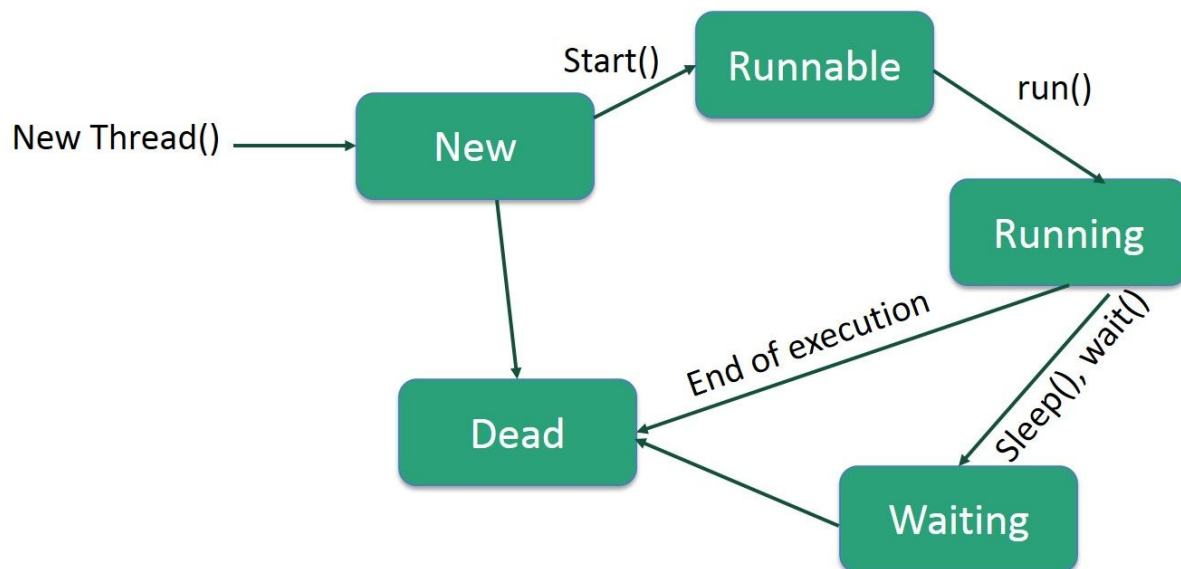 Start()
Runnable
run()
New Thread()
New
Running
End of execution
Sleep(), wait()
Dead
Waiting